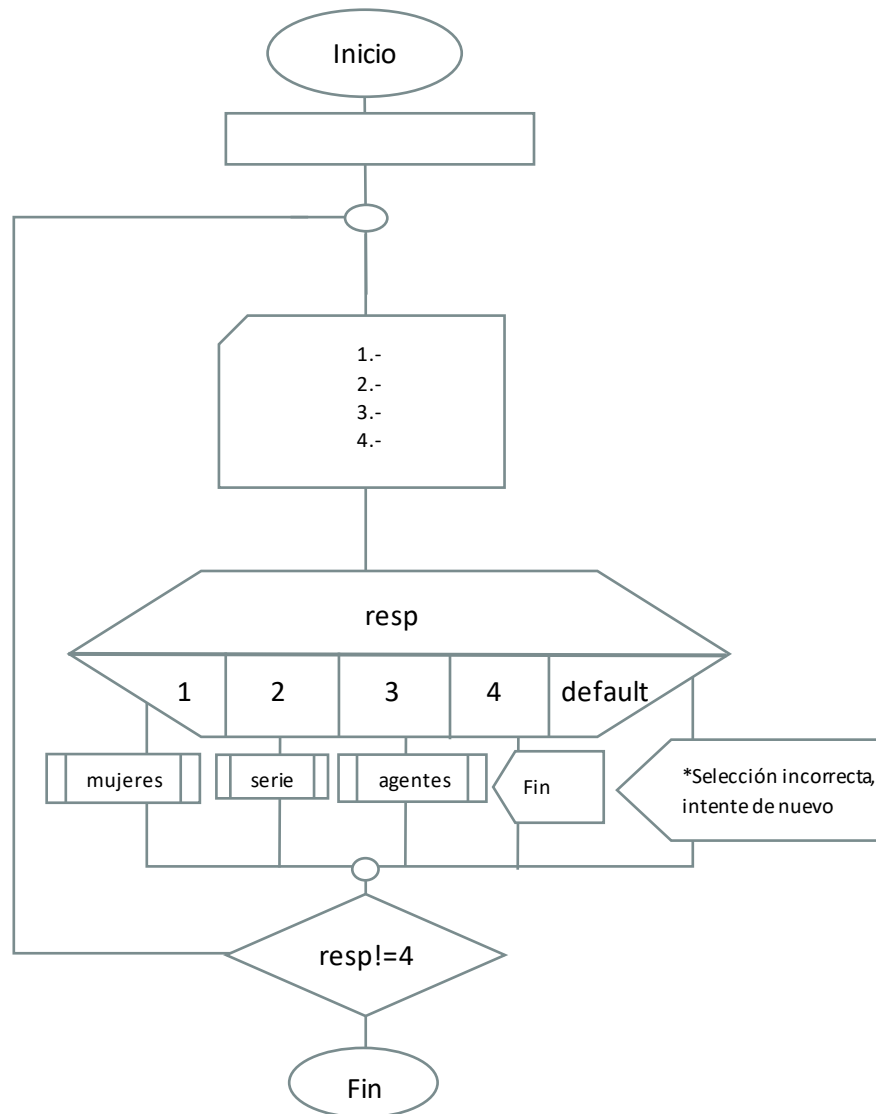 Inicio
1.-
2.-
3.-
4.-
resp
1
2
3
4
default
mujeres
serie
agentes
Fin
*Selección incorrecta,
intente de nuevo
resp!=4
Fin